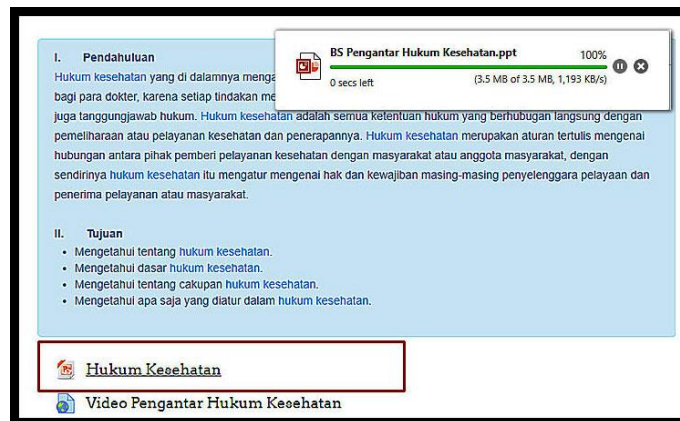 I. Pendahuluan
Hukum kesehatan yang di dalamnya menga
bagi para dokter, karena setiap tindakan me
juga tanggungjawab hukum. Hukum kesehatan adalah semua ketentuan hukum yang berhubugan langsung dengan
pemeliharaan atau pelayanan kesehatan dan penerapannya. Hukum kesehatan merupakan aturan tertulis mengenai
hubungan antara pihak pemberi pelayanan kesehatan dengan masyarakat atau anggota masyarakat, dengan
sendirinya hukum kesehatan itu mengatur mengenai hak dan kewajiban masing-masing penyelenggara pelayaan dan
penerima pelayanan atau masyarakat.
BS Pengantar Hukum Kesehatan.ppt 100%
0 secs left (3.5 MB of 3.5 MB, 1,193 KB/s)
II. Tujuan
• Mengetahui tentang hukum kesehatan.
• Mengetahui dasar hukum kesehatan.
• Mengetahui tentang cakupan hukum kesehatan.
• Mengetahui apa saja yang diatur dalam hukum kesehatan.
Hukum Kesehatan
Video Pengantar Hukum Kesehatan